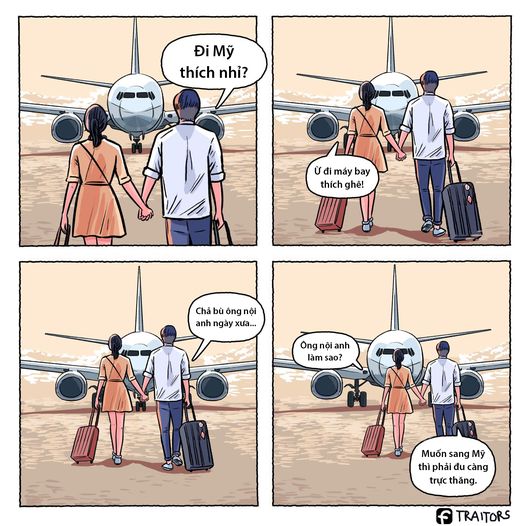 Đi Mỹ
thích nhỉ?
Ừ đi máy bay
thích ghê!
Chả bù ông nội
anh ngày xưa...
Ông nội anh
làm sao?
Muốn sang Mỹ
thì phải đu càng
trực thăng.
TRAITORS